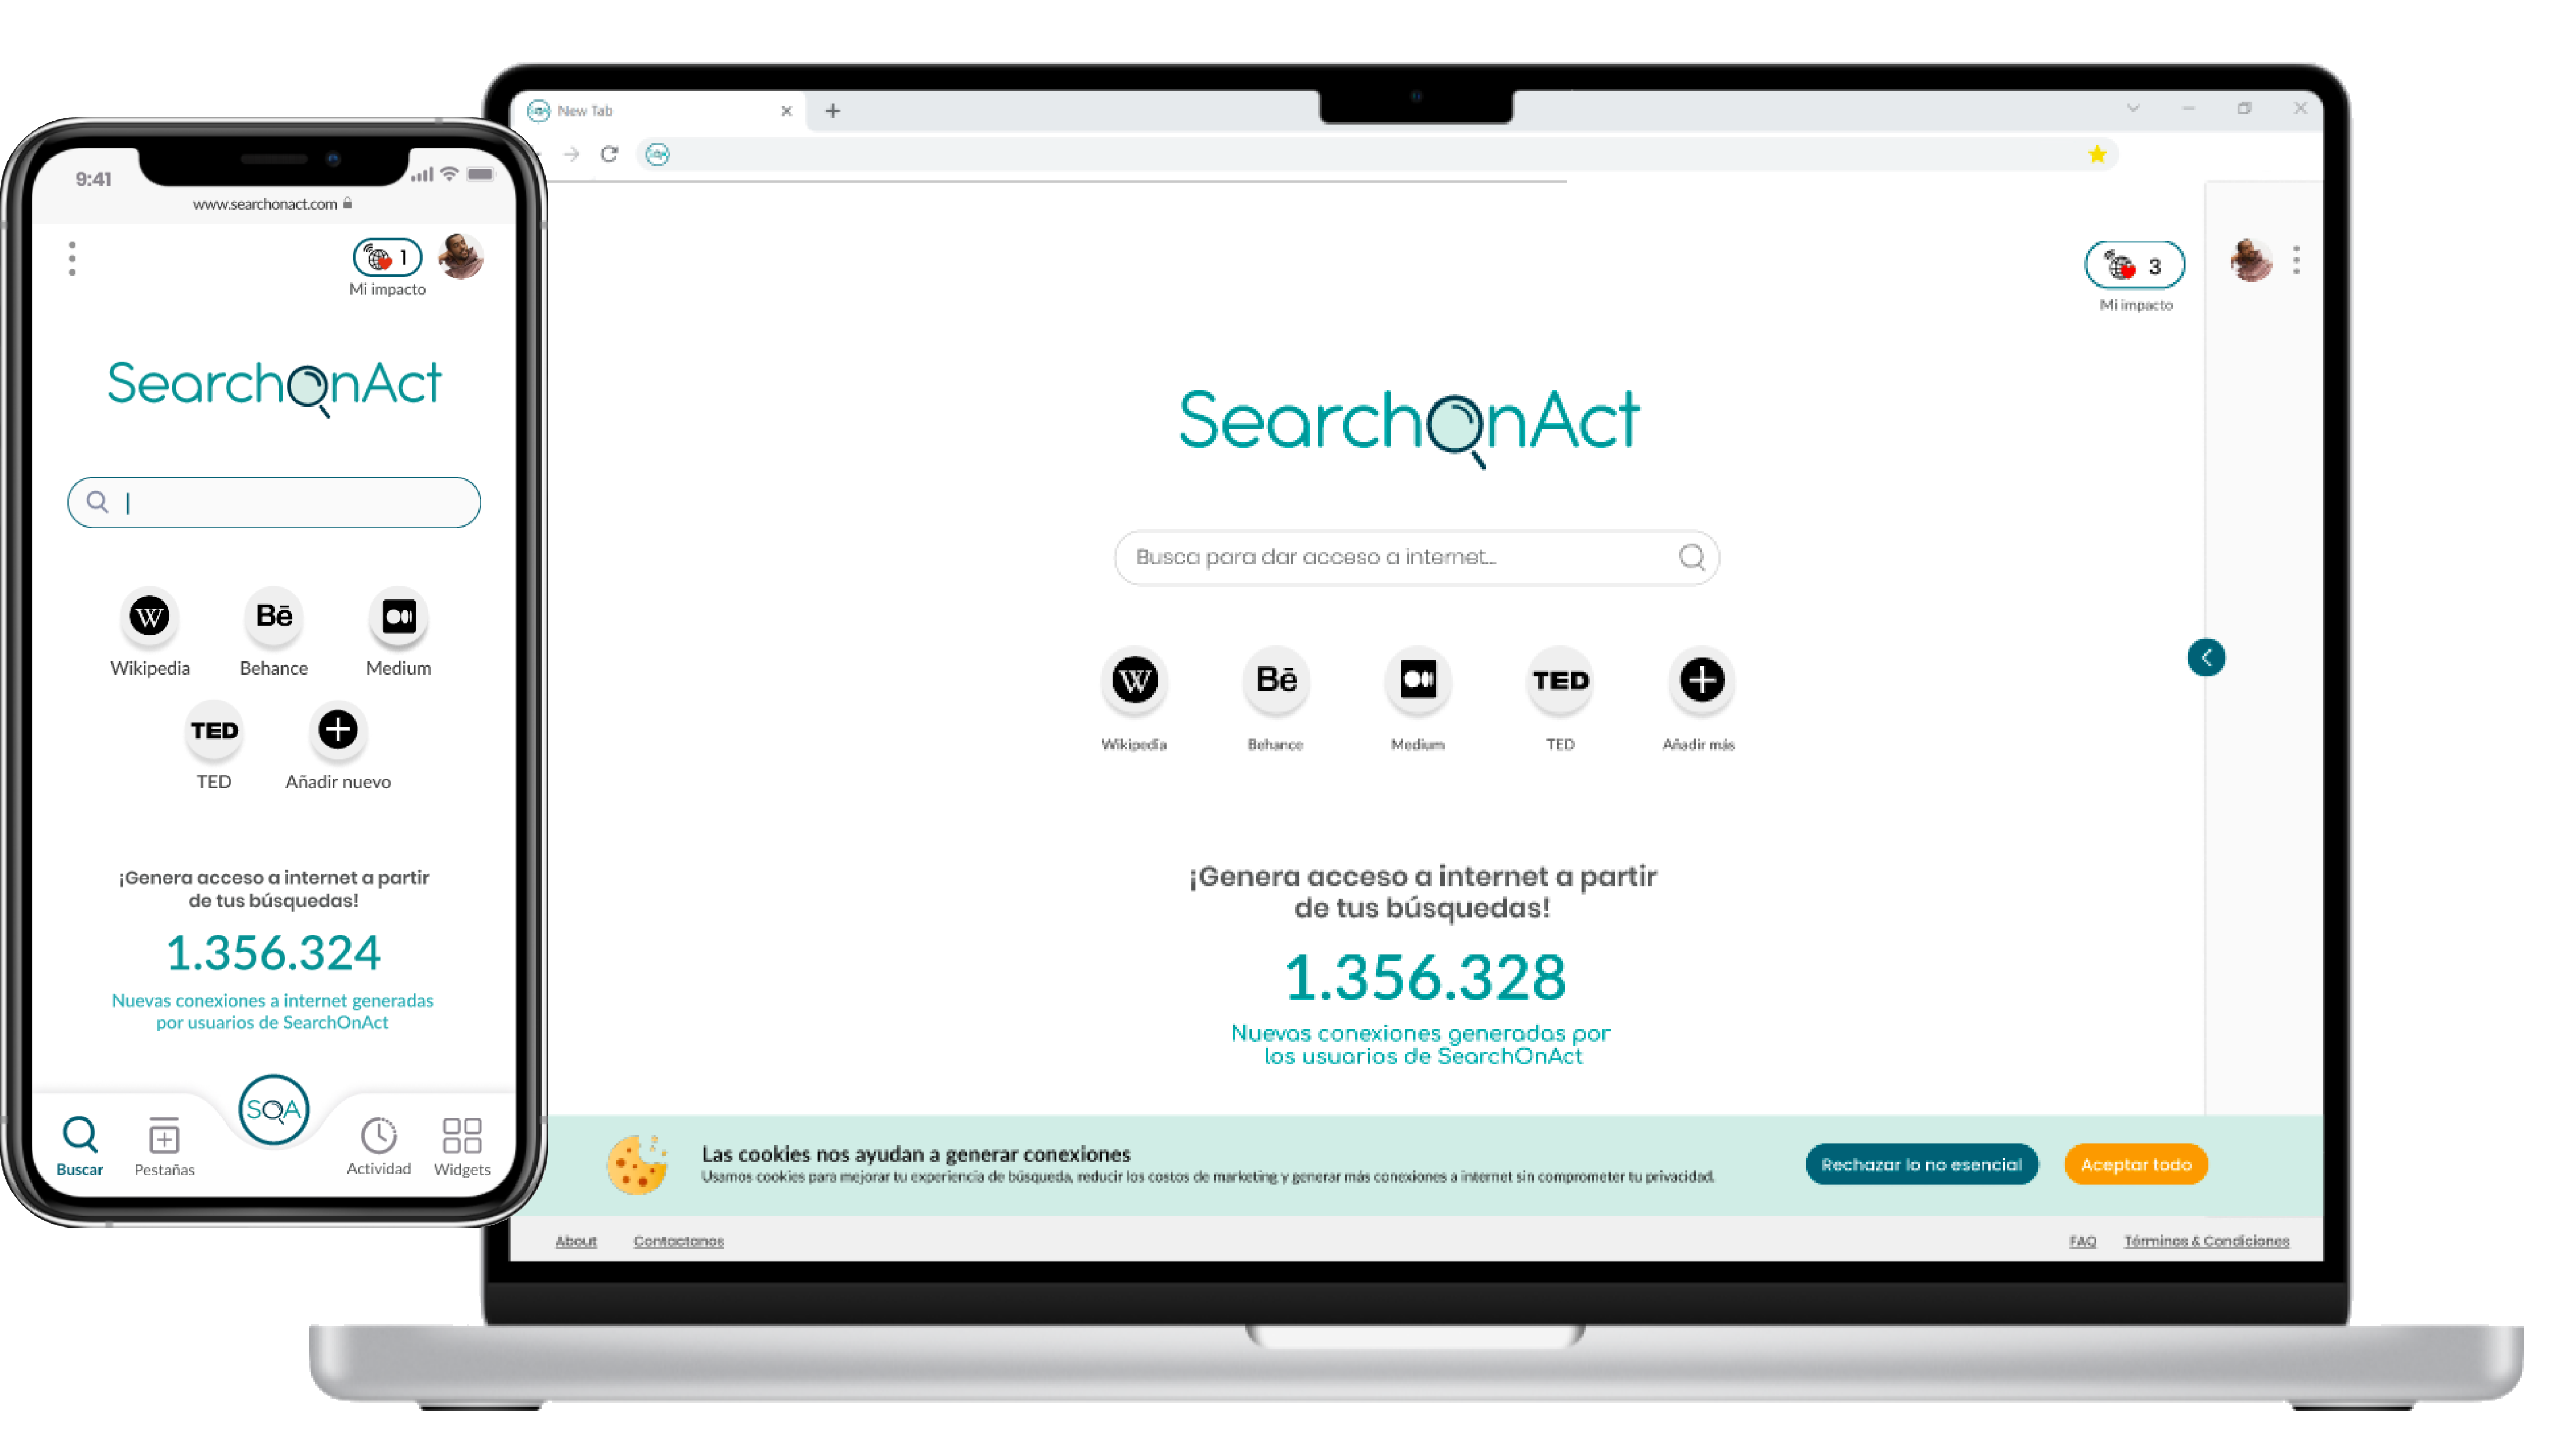 9:41
www.searchonact.com
1
Mi impacto
SearchOnAct
W
Wikipedia
Bē
Behance
Medium
TED
TED
Añadir nuevo
¡Genera acceso a internet a partir
de tus búsquedas!
1.356.324
Nuevas conexiones a internet generadas
por usuarios de SearchOnAct
SOA
Buscar
Pestañas
Actividad
Widgets
New Tab
3
Mi impacto
SearchOnAct
Busca para dar acceso a internet...
W
Bē
TED
Wikipedia
Behance
Medium
TED
Añadir más
¡Genera acceso a internet a partir
de tus búsquedas!
1.356.328
Nuevas conexiones generadas por
los usuarios de SearchOnAct
Las cookies nos ayudan a generar conexiones
Usamos cookies para mejorar tu experiencia de búsqueda, reducir los costos de marketing y generar más conexiones a internet sin comprometer tu privacidad.
Rechazar lo no esencial
Aceptar todo
About
Contactanos
FAQ
Términos & Condiciones